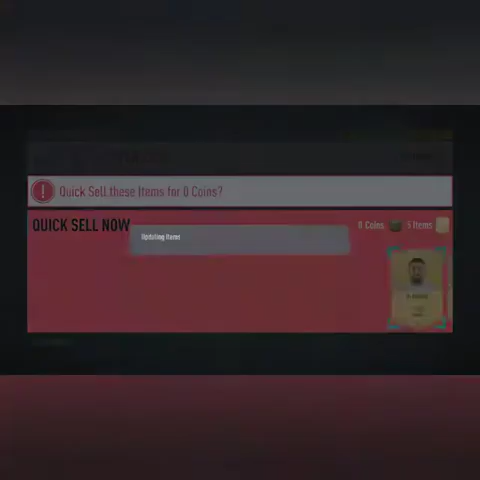 ! Quick Sell these Items for 0 Coins?
QUICK SELL NOW
0 Coins 5 Items
Updating Items